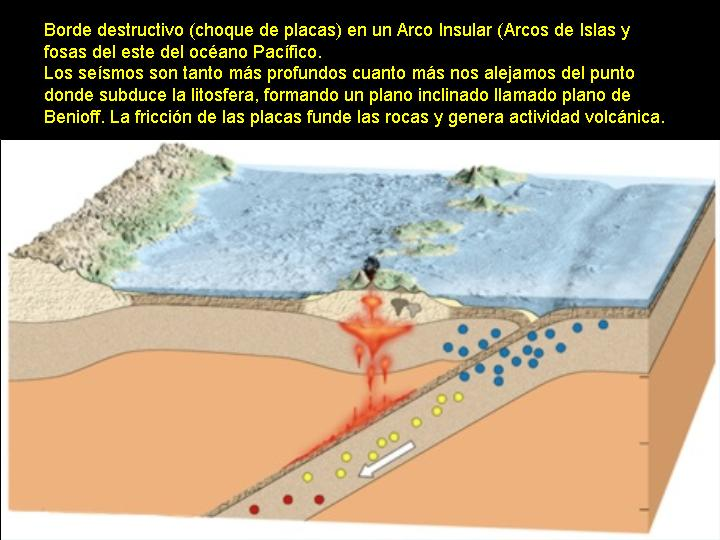 Borde destructivo (choque de placas) en un Arco Insular (Arcos de Islas y
fosas del este del océano Pacífico.
Los seísmos son tanto más profundos cuanto más nos alejamos del punto
donde subduce la litosfera, formando un plano inclinado llamado plano de
Benioff. La fricción de las placas funde las rocas y genera actividad volcánica.